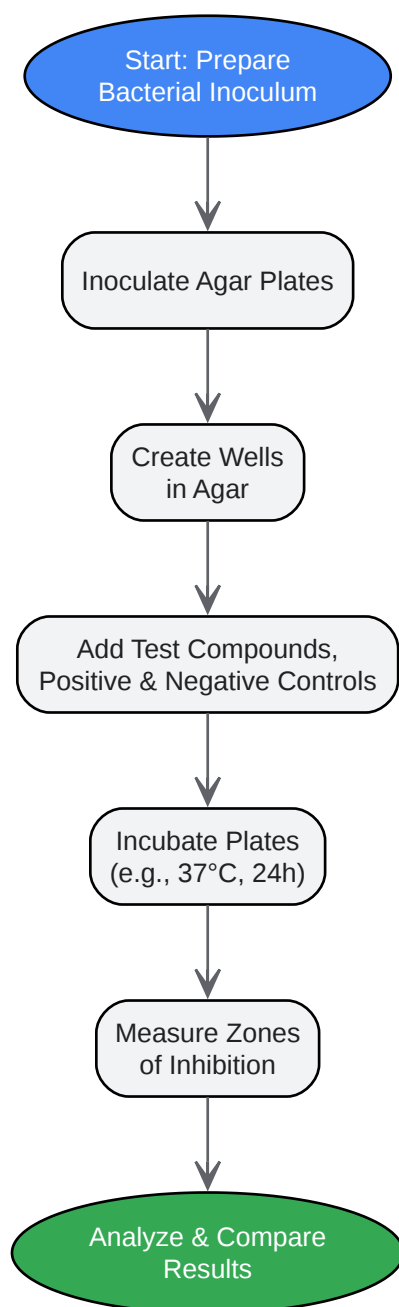 Start: Prepare
Bacterial Inoculum
Inoculate Agar Plates
Create Wells
in Agar
Add Test Compounds,
Positive & Negative Controls
Incubate Plates
(e.g., 37°C, 24h)
Measure Zones
of Inhibition
Analyze & Compare
Results